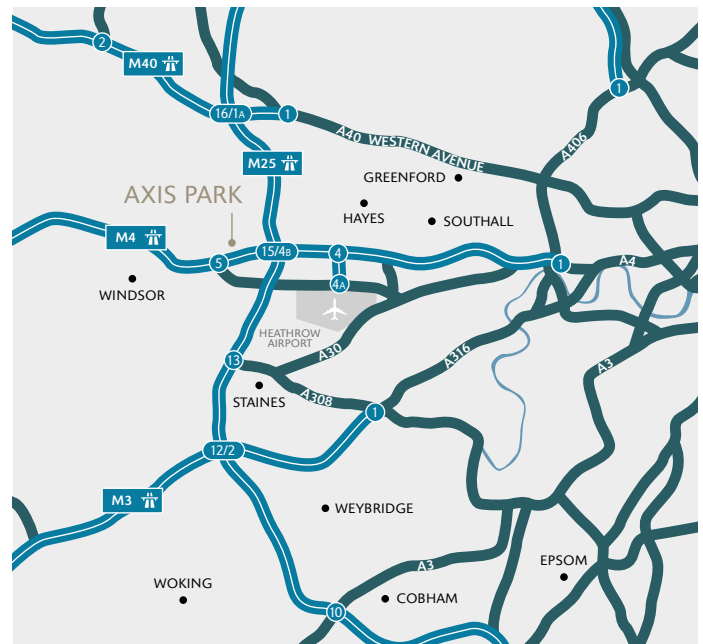 2
M40
16/1A
1
1
A40 WESTERN AVENUE
A406
M25
GREENFORD
AXIS PARK
HAYES
SOUTHALL
M4
5
15/4B
4
1
A4
4A
WINDSOR
HEATHROW
AIRPORT
A30
A316
A3
13
STAINES
A308
1
12/2
M3
WEYBRIDGE
A3
EPSOM
WOKING
COBHAM
10